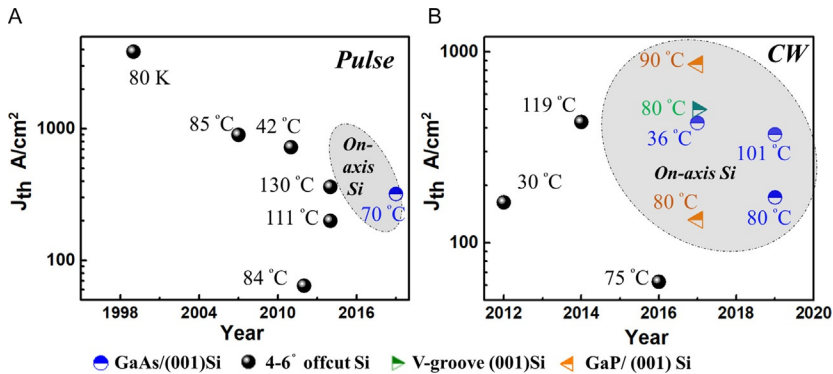 A
Pulse
J_th A/cm²
1000
100
80 K
85 °C
42 °C
130 °C
111 °C
84 °C
On-
axis
Si
70 °C
1998
2004
2010
2016
Year
B
CW
J_th A/cm²
1000
100
90 °C
119 °C
80 °C
36 °C
101 °C
30 °C
On-axis Si
80 °C
80 °C
75 °C
2012
2014
2016
2018
2020
Year
GaAs/(001)Si
4-6° offcut Si
V-groove (001)Si
GaP/ (001) Si